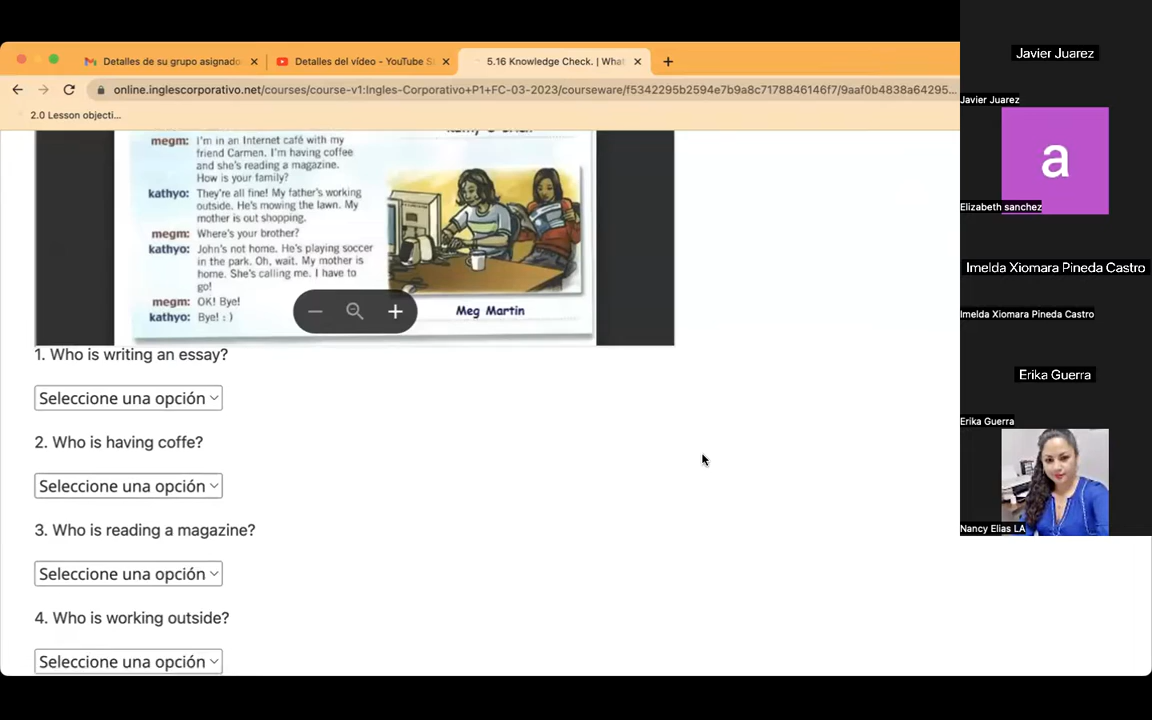 Detalles de su grupo asignado
Detalles del vídeo - YouTube S
5.16 Knowledge Check. | What
online.inglescorporativo.net/courses/course-v1:Ingles-Corporativo+P1+FC-03-2023/courseware/f5342295b2594e7b9a8c7178846146f7/9aaf0b4838a64295...
2.0 Lesson objecti...
megm: I'm in an Internet café with my
friend Carmen. I'm having coffee
and she's reading a magazine.
How is your family?
kathyo: They're all fine! My father's working
outside. He's mowing the lawn. My
mother is out shopping.
megm: Where's your brother?
kathyo: John's not home. He's playing soccer
in the park. Oh, wait. My mother is
home. She's calling me. I have to
go!
megm: OK! Bye!
kathyo: Bye! : )
Meg Martin
1. Who is writing an essay?
Seleccione una opción
2. Who is having coffe?
Seleccione una opción
3. Who is reading a magazine?
Seleccione una opción
4. Who is working outside?
Seleccione una opción
Javier Juarez
Javier Juarez
a
Elizabeth sanchez
Imelda Xiomara Pineda Castro
Imelda Xiomara Pineda Castro
Erika Guerra
Erika Guerra
Nancy Elias LA